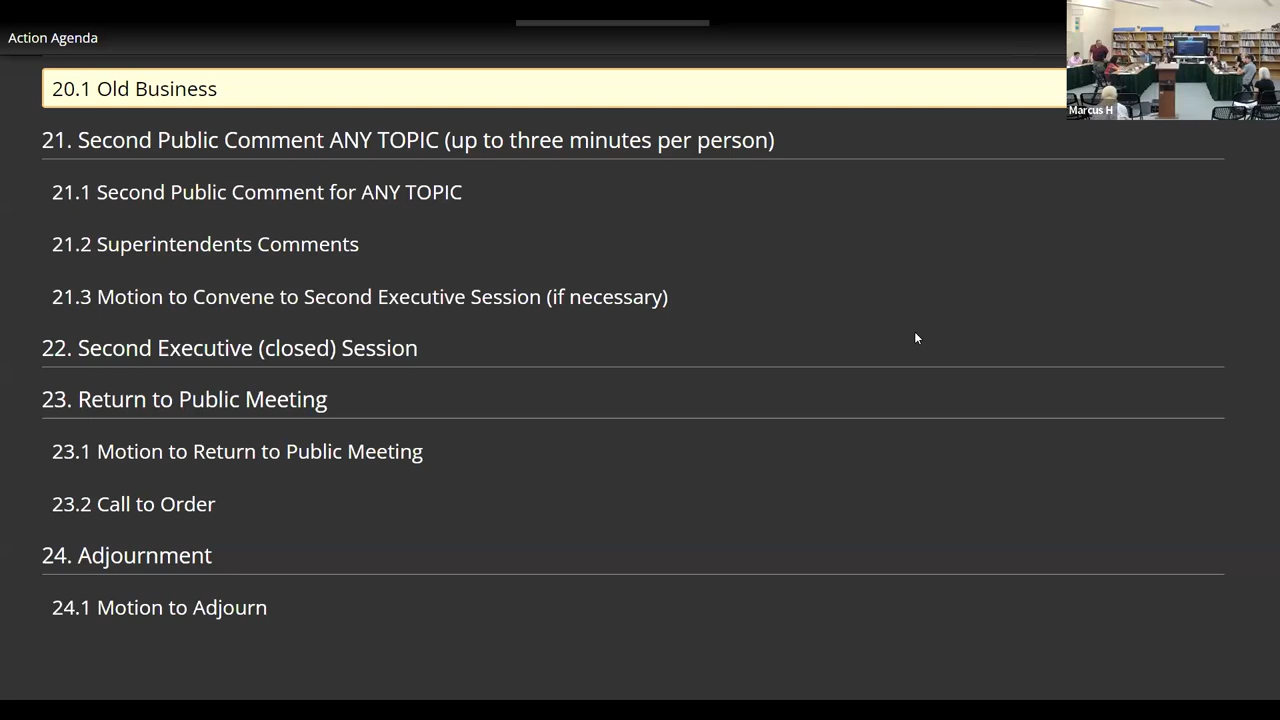 Action Agenda
Marcus H
20.1 Old Business
21. Second Public Comment ANY TOPIC (up to three minutes per person)
21.1 Second Public Comment for ANY TOPIC
21.2 Superintendents Comments
21.3 Motion to Convene to Second Executive Session (if necessary)
22. Second Executive (closed) Session
23. Return to Public Meeting
23.1 Motion to Return to Public Meeting
23.2 Call to Order
24. Adjournment
24.1 Motion to Adjourn